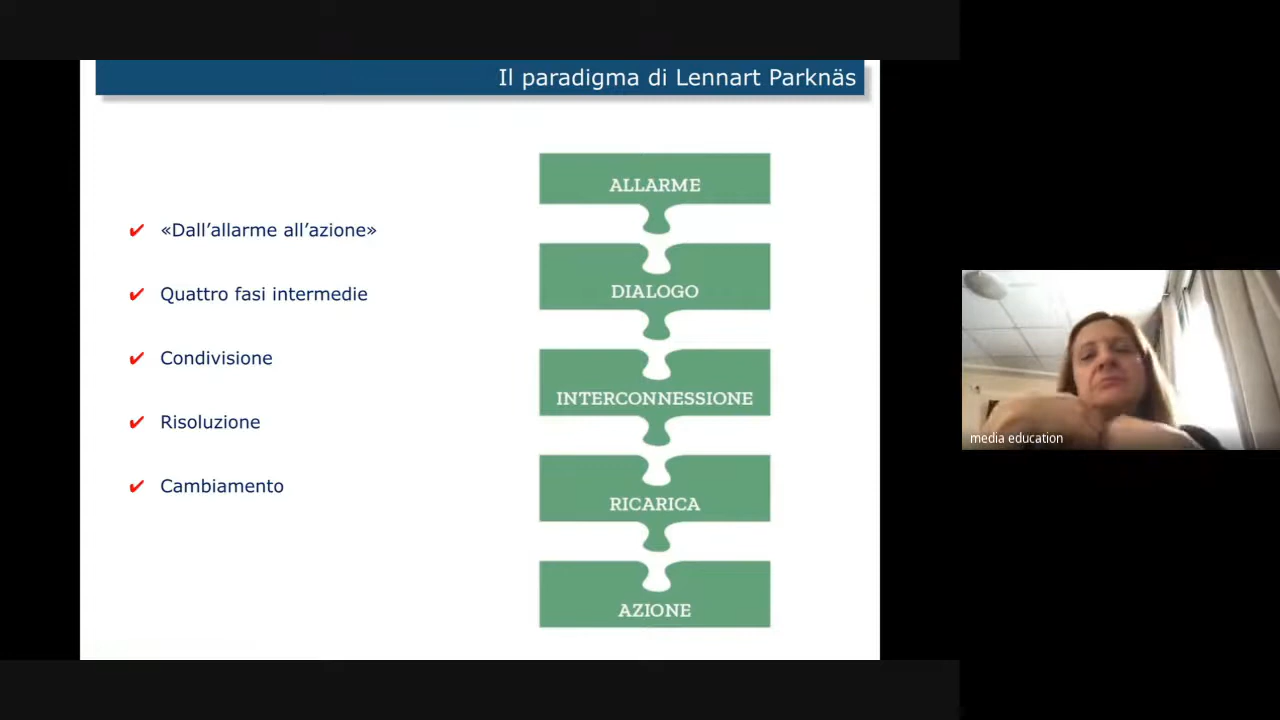 Il paradigma di Lennart Parknäs
✔ «Dall’allarme all’azione»
✔ Quattro fasi intermedie
✔ Condivisione
✔ Risoluzione
✔ Cambiamento
ALLARME
DIALOGO
INTERCONNESSIONE
RICARICA
AZIONE
media education